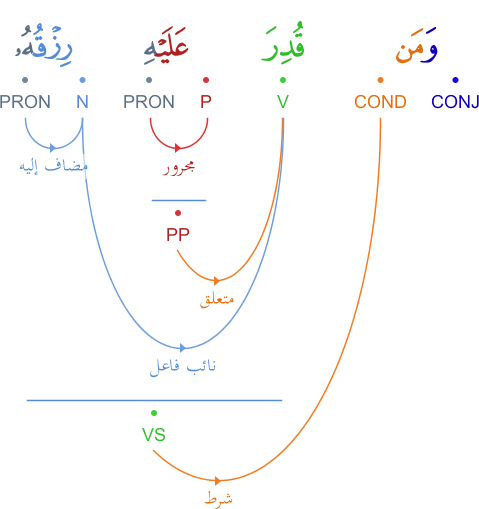 وَمَن قُدِرَ عَلَيْهِ رِزْقُهُۥ
PRON N PRON P V COND CONJ
مضاف إليه مجرور
PP
متعلق
نائب فاعل
VS
شرط